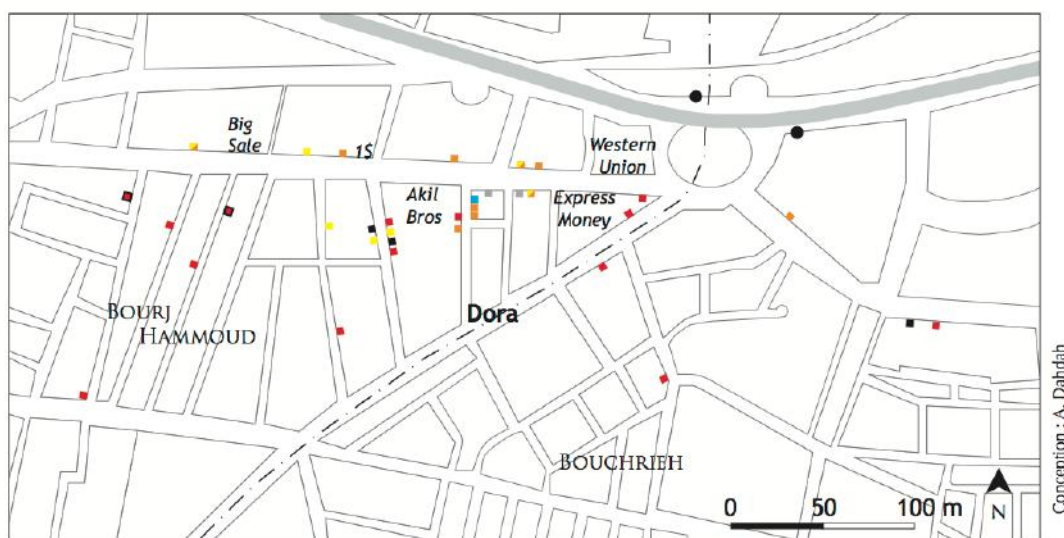 Big
Sale
1$
Western
Union
Akil
Bros
Express
Money
BOURJ
HAMMOUD
Dora
BOUCHRIEH
0 50 100 m
N
Conception : A. Dahdah